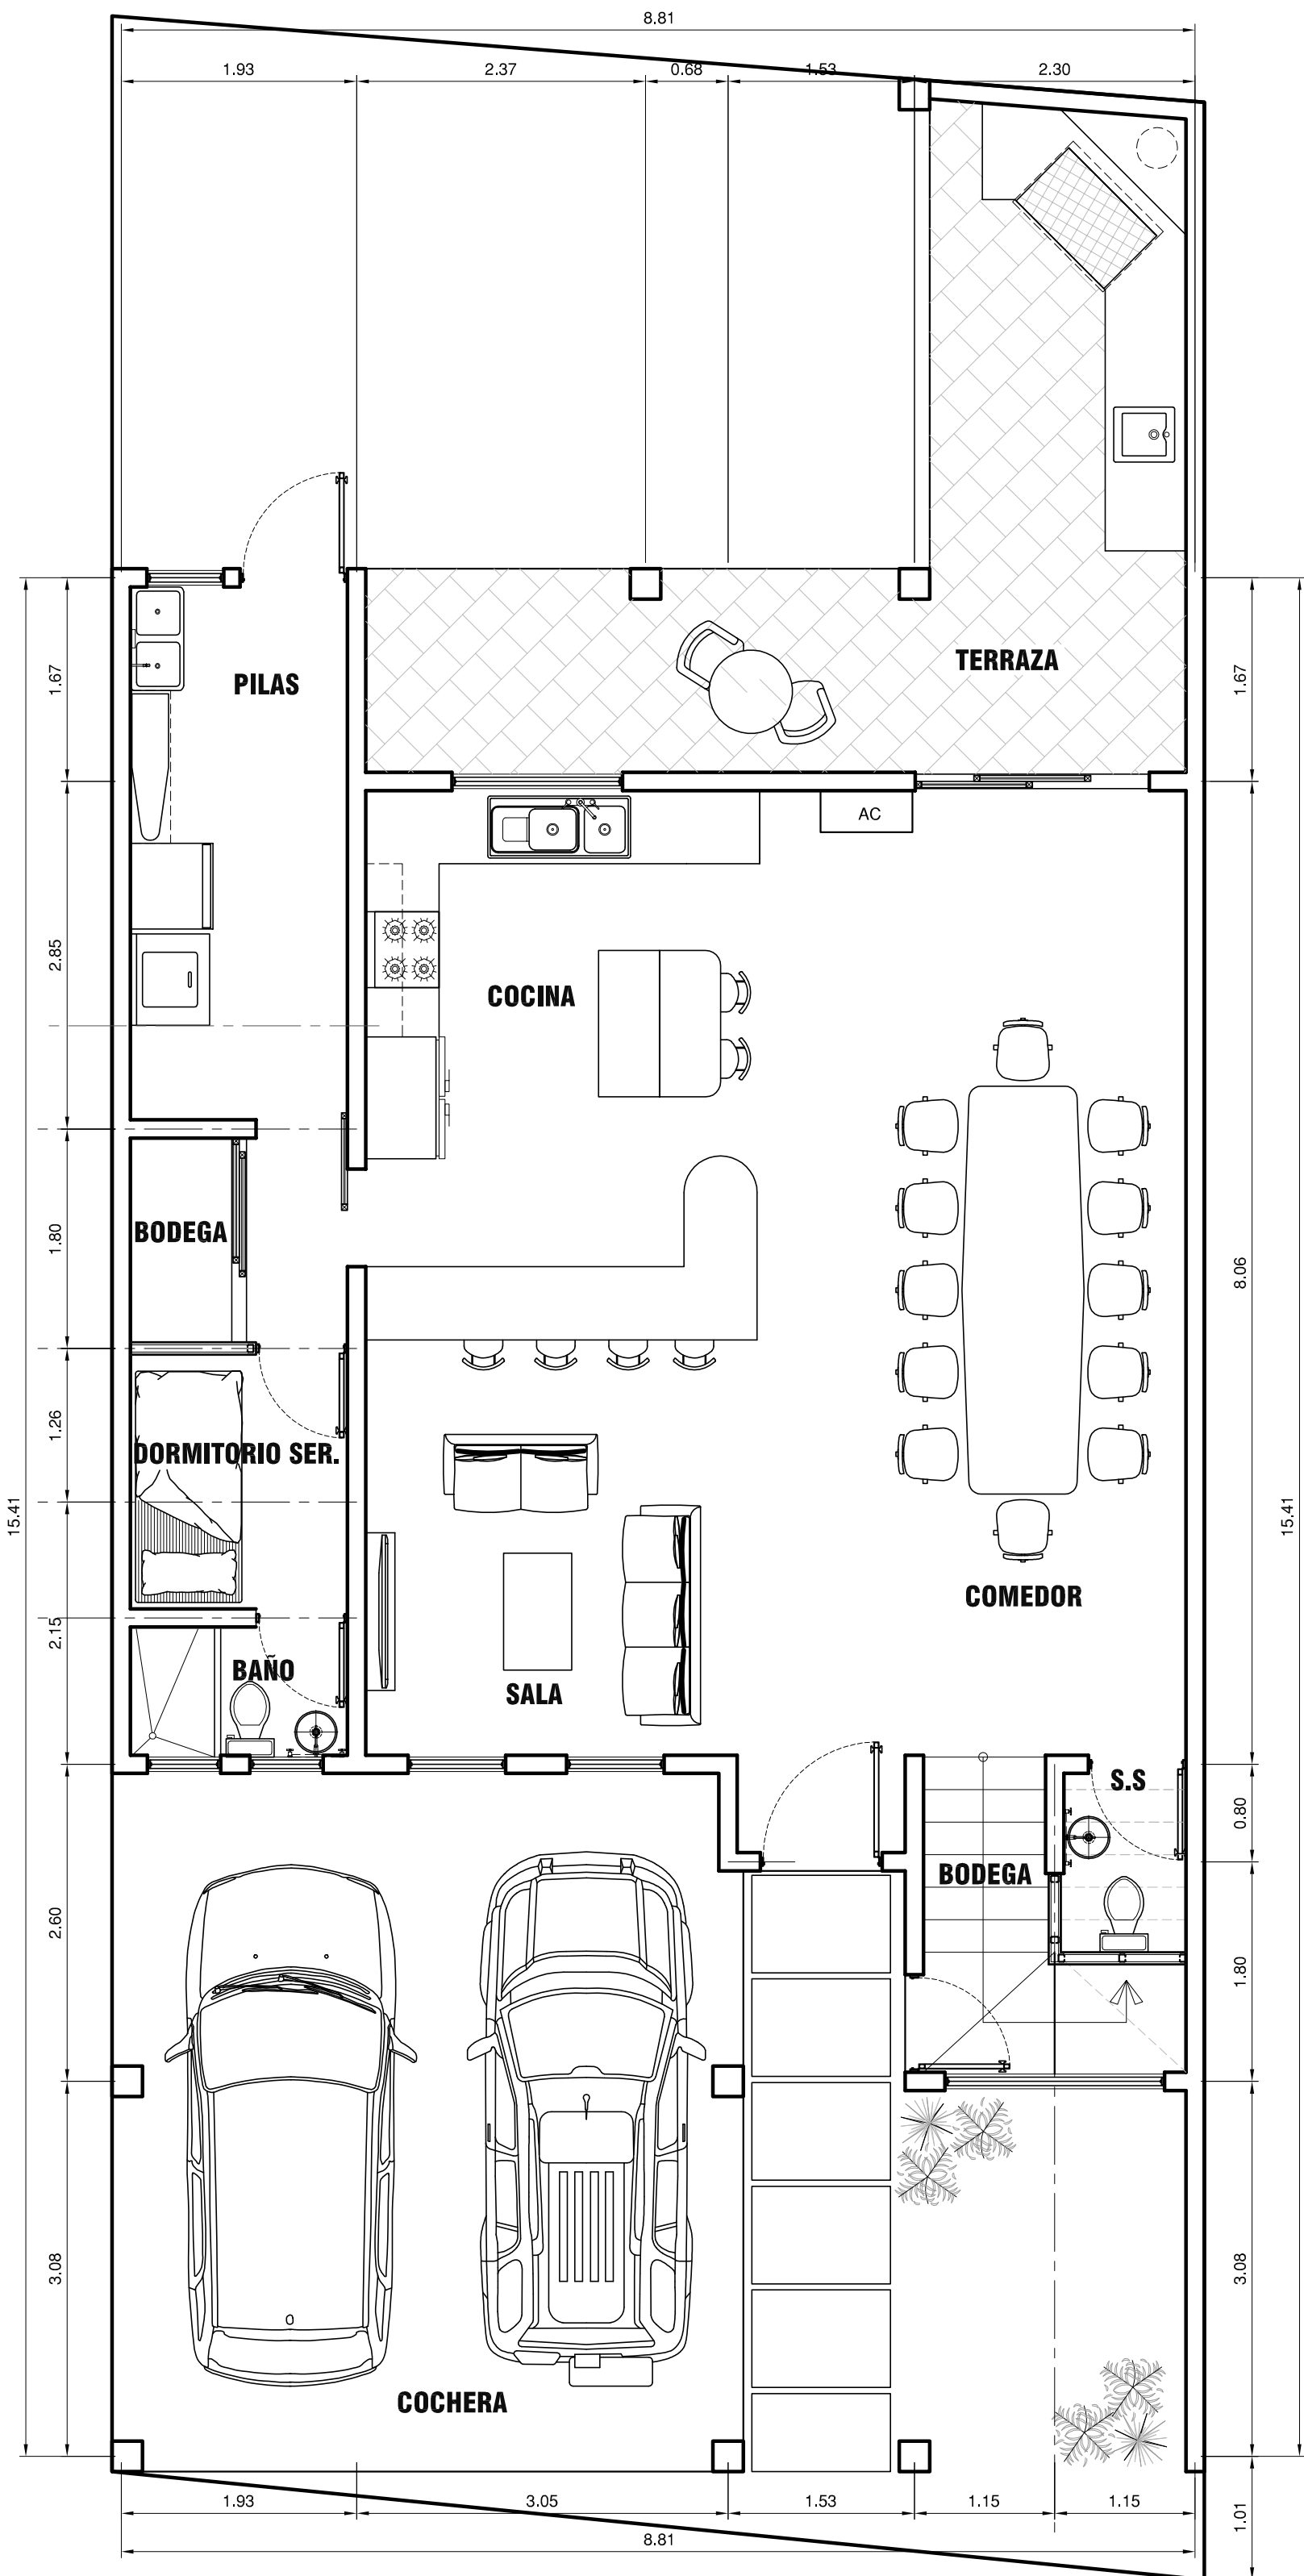 8.81
1.93 2.37 0.68 1.53 2.30
TERRAZA
PILAS
1.67
1.67
AC
2.85
COCINA
BODEGA
1.80
8.06
1.26
DORMITORIO SER.
15.41
15.41
COMEDOR
2.15
BAÑO
SALA
S.S
0.80
BODEGA
2.60
1.80
3.08
3.08
COCHERA
1.93 3.05 1.53 1.15 1.15
1.01
8.81